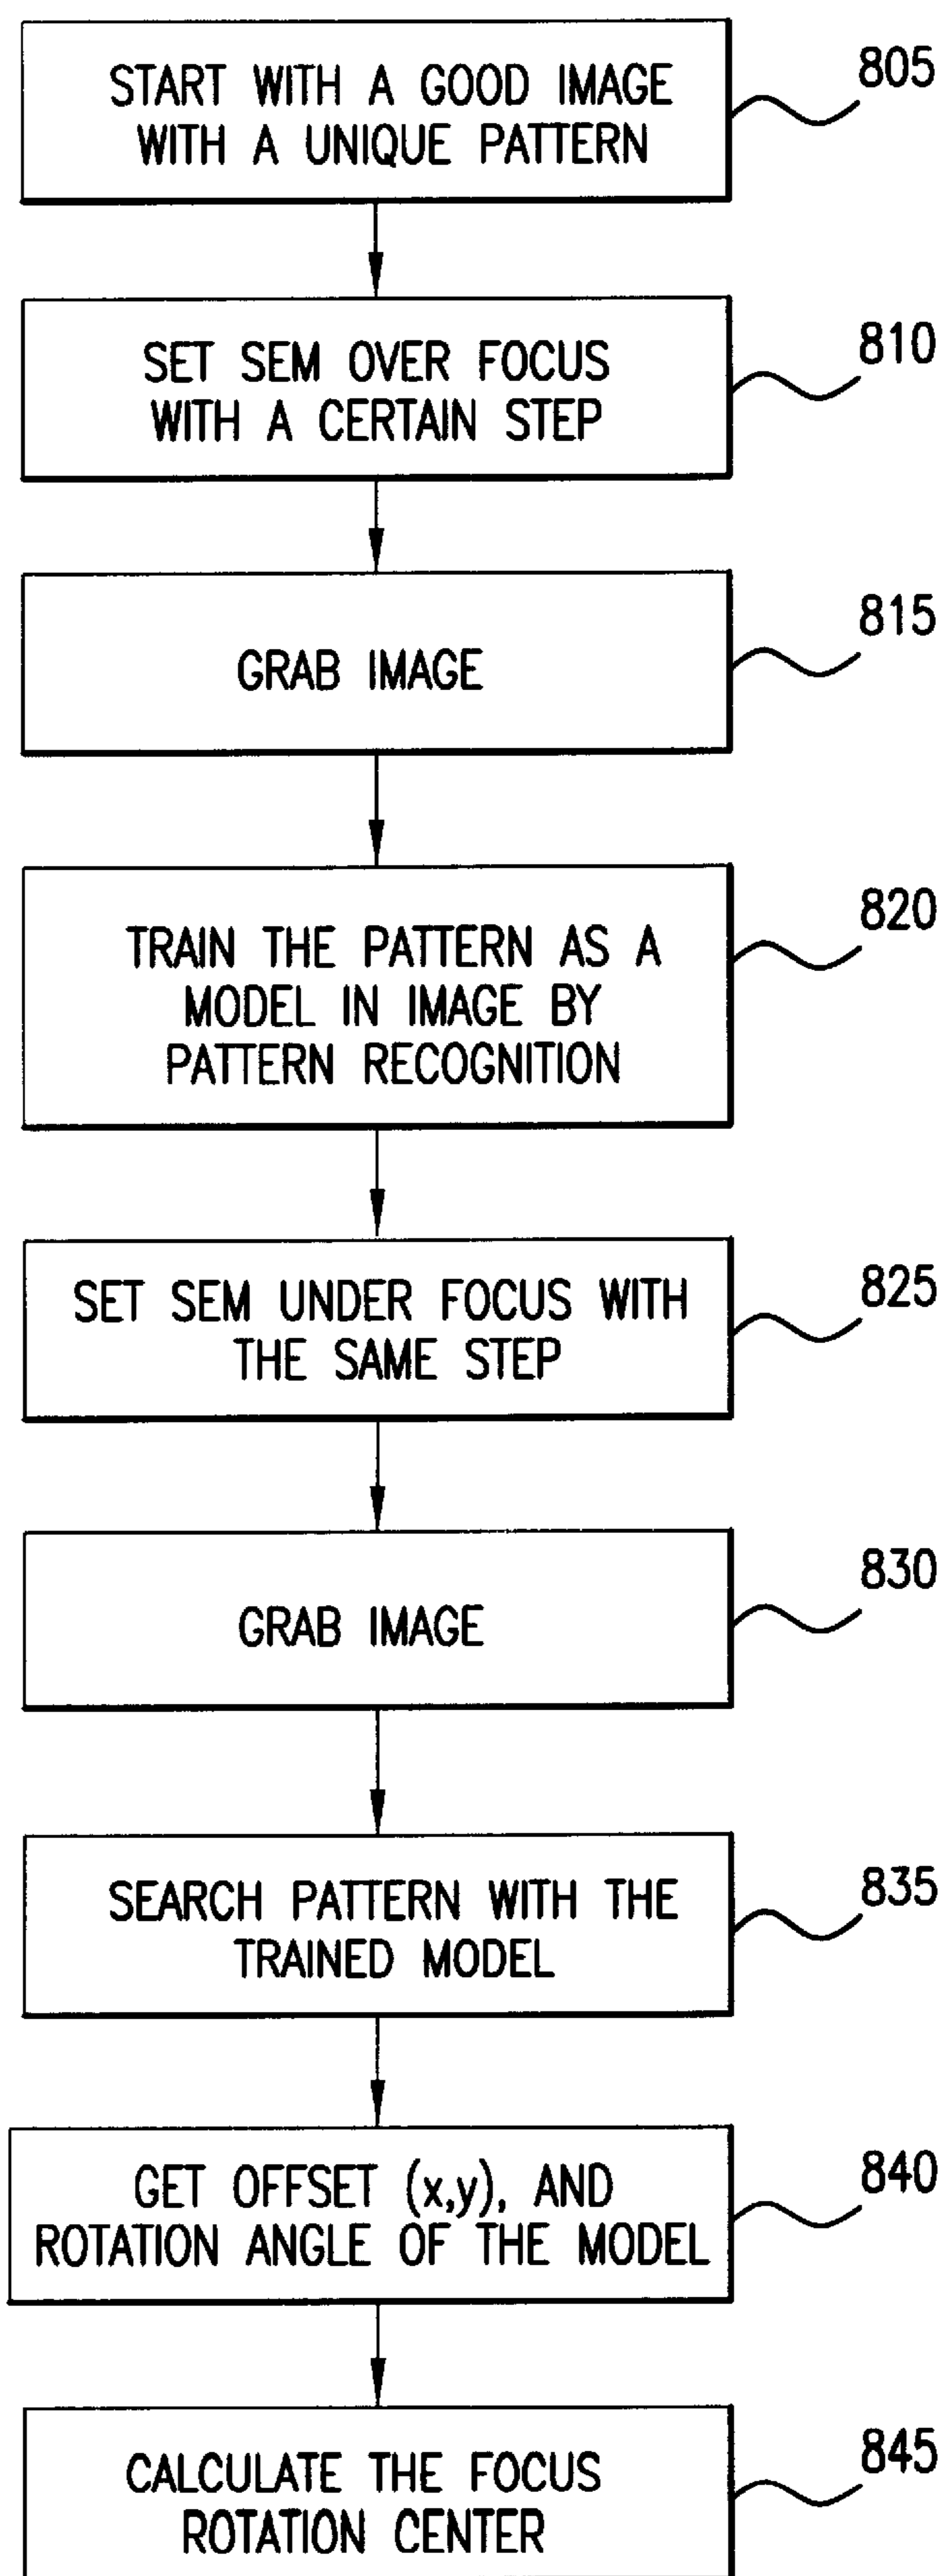 START WITH A GOOD IMAGE
WITH A UNIQUE PATTERN
805
SET SEM OVER FOCUS
WITH A CERTAIN STEP
810
GRAB IMAGE
815
TRAIN THE PATTERN AS A
MODEL IN IMAGE BY
PATTERN RECOGNITION
820
SET SEM UNDER FOCUS WITH
THE SAME STEP
825
GRAB IMAGE
830
SEARCH PATTERN WITH THE
TRAINED MODEL
835
GET OFFSET (x,y), AND
ROTATION ANGLE OF THE MODEL
840
CALCULATE THE FOCUS
ROTATION CENTER
845